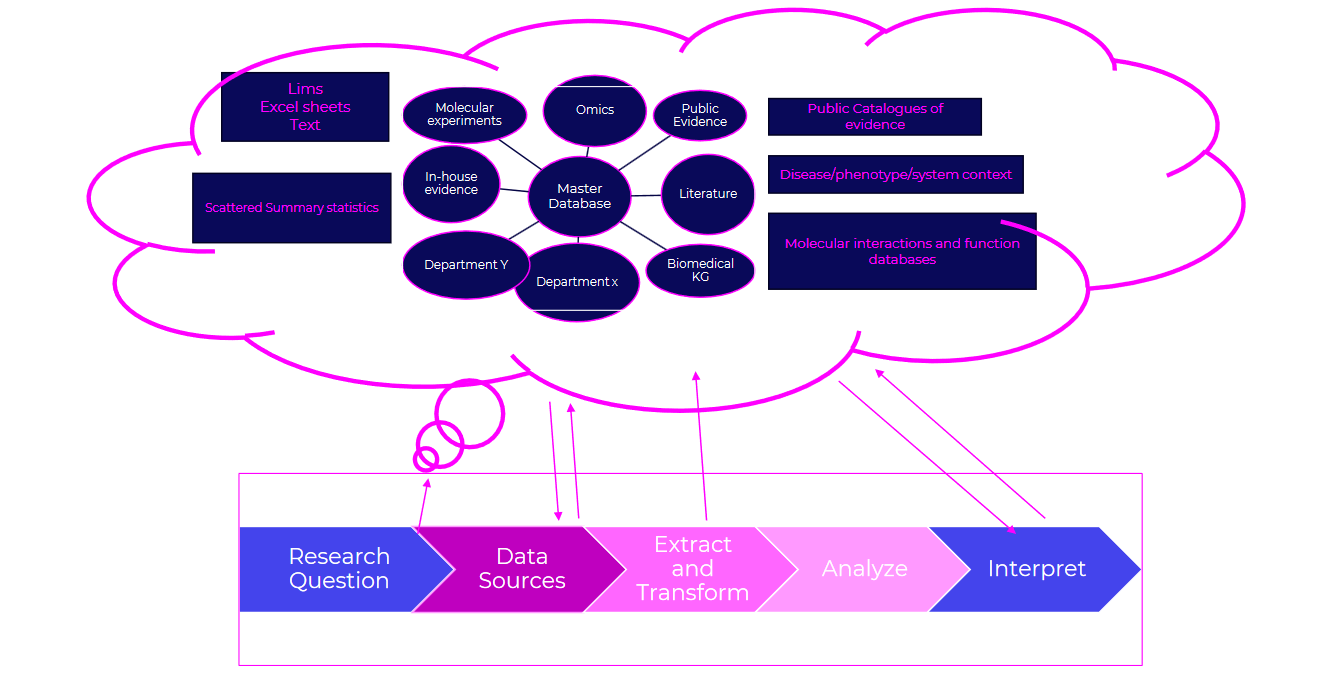 Lims
Excel sheets
Text
Scattered Summary statistics
Molecular
experiments
Omics
Public
Evidence
In-house
evidence
Master
Database
Literature
Department Y
Department x
Biomedical
KG
Public Catalogues of
evidence
Disease/phenotype/system context
Molecular interactions and function
databases
Research
Question
Data
Sources
Extract
and
Transform
Analyze
Interpret